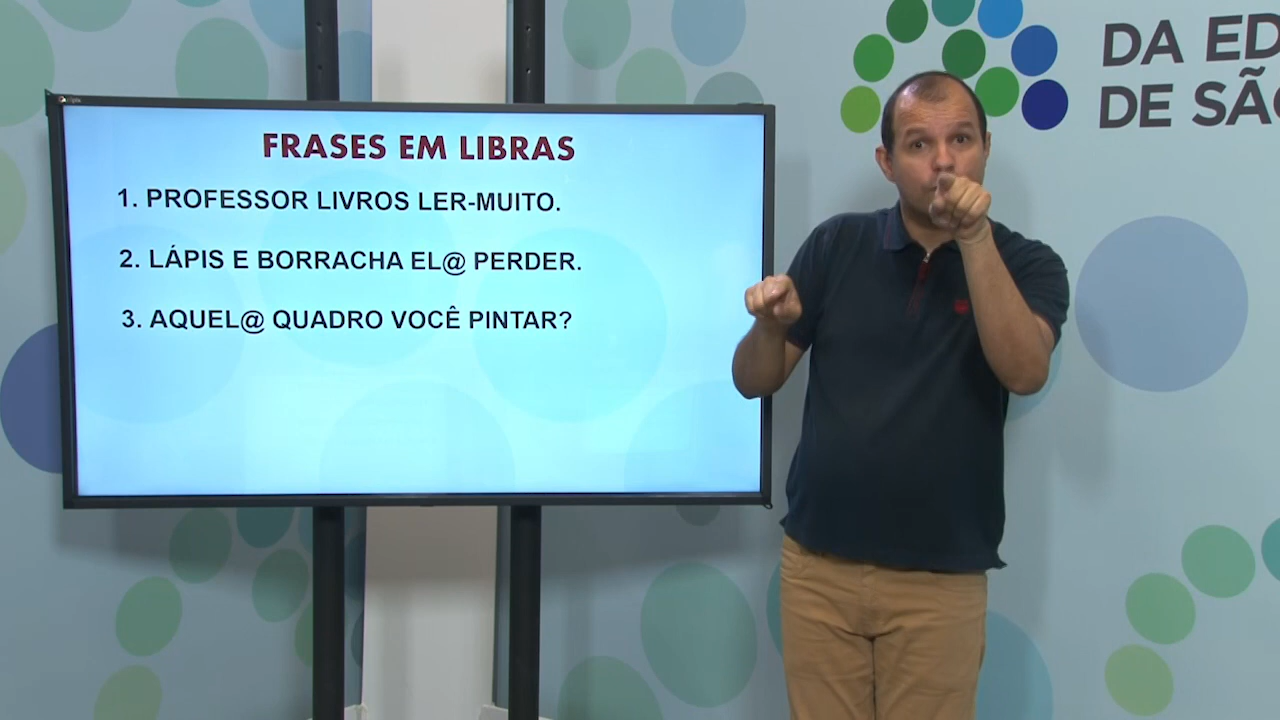 FRASES EM LIBRAS
1. PROFESSOR LIVROS LER-MUITO.
2. LÁPIS E BORRACHA EL@ PERDER.
3. AQUEL@ QUADRO VOCÊ PINTAR?
DA ED
DE SÃO